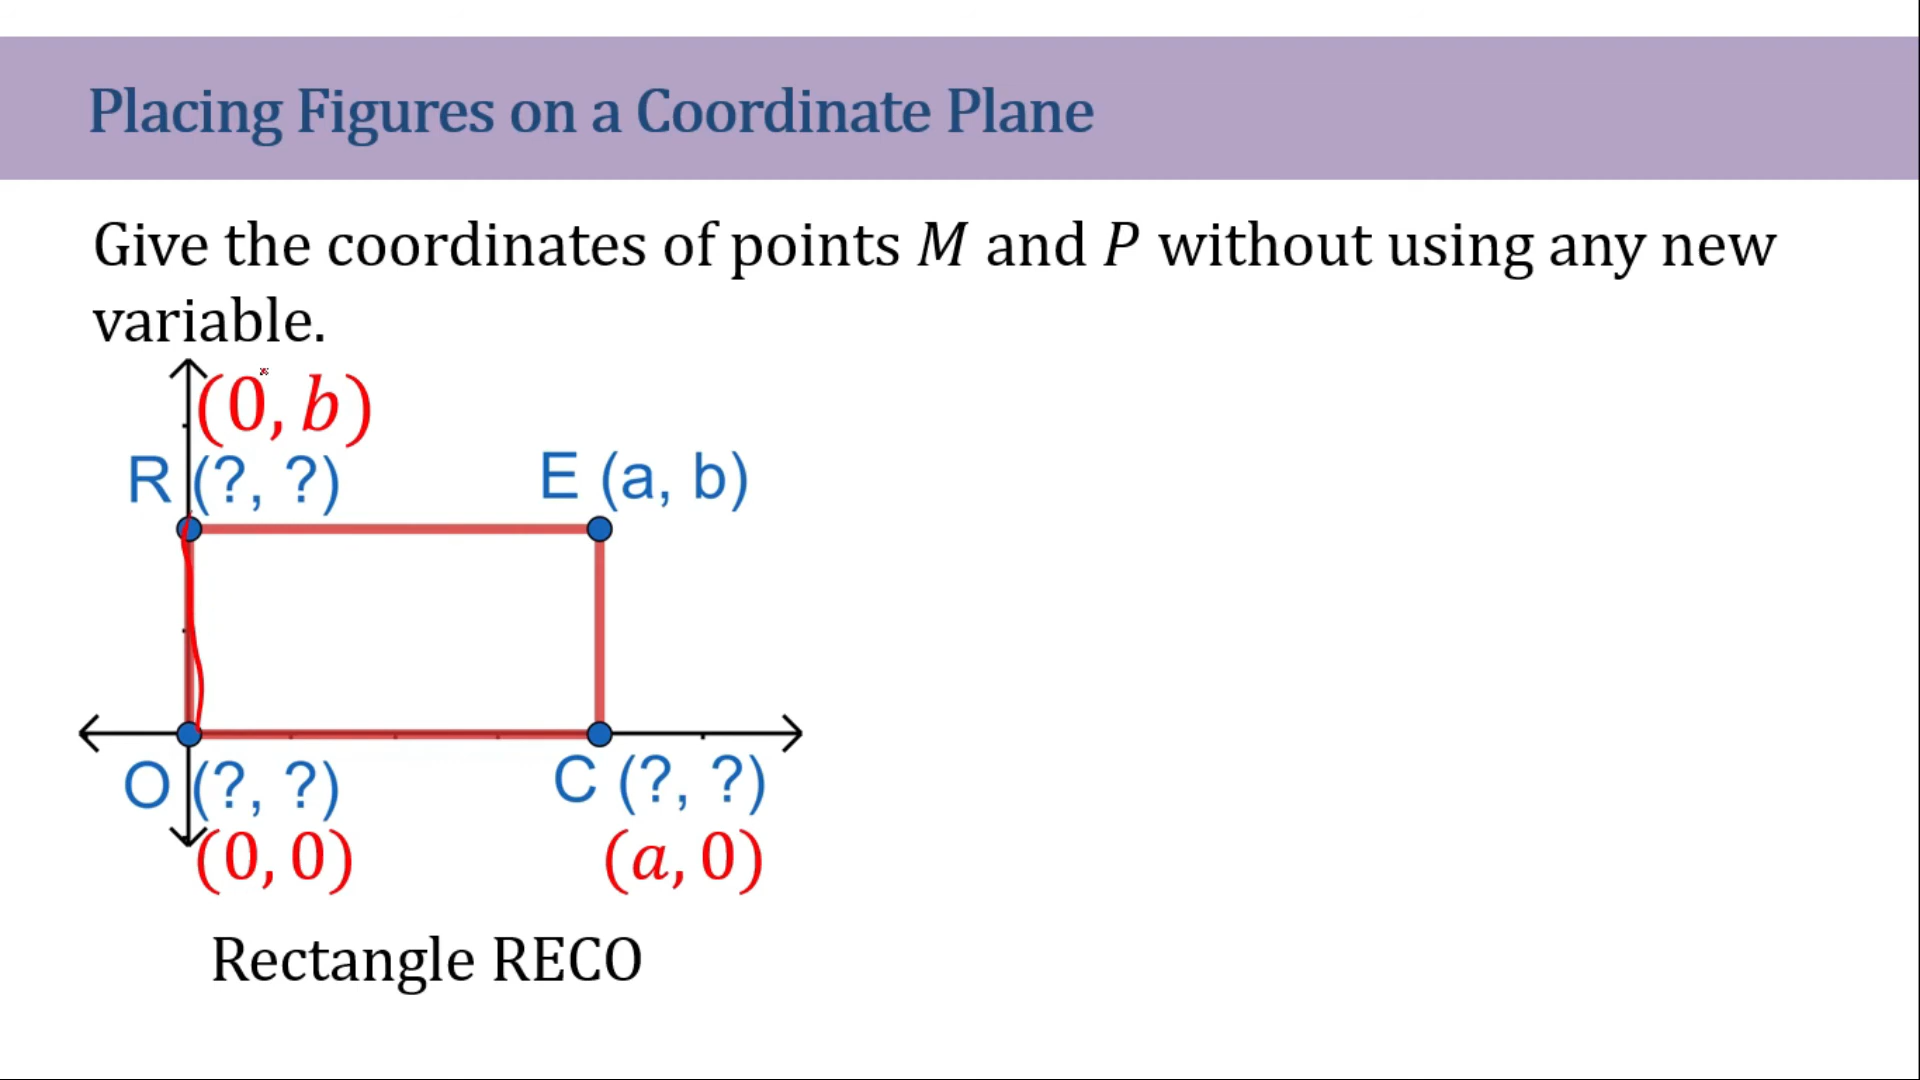 Placing Figures on a Coordinate Plane
Give the coordinates of points M and P without using any new
variable.
(0, b)
R (?, ?)
E (a, b)
O (?, ?)
C (?, ?)
(0, 0)
(a, 0)
Rectangle RECO